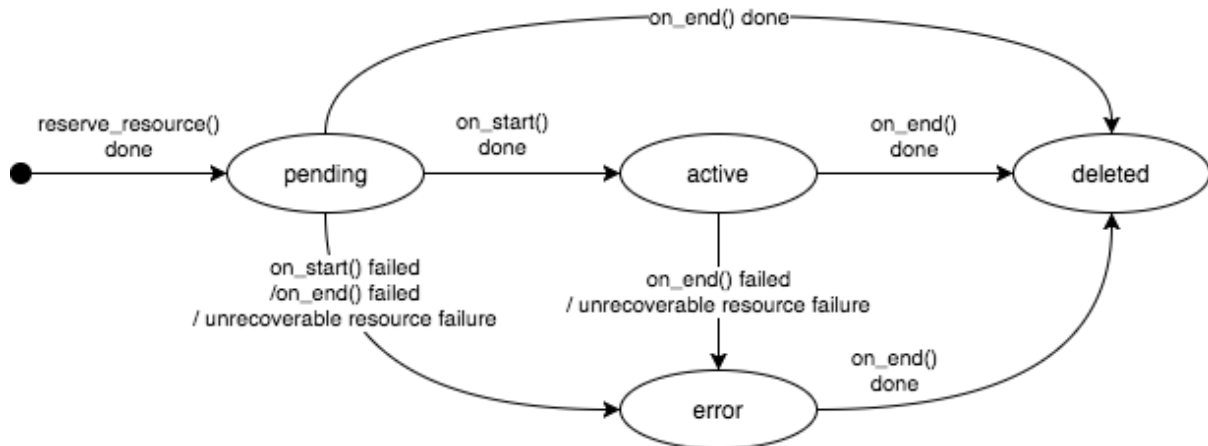 on_end() done
reserve_resource()
done
on_start()
done
on_end()
done
pending
active
deleted
on_start() failed
/on_end() failed
/ unrecoverable resource failure
on_end() failed
/ unrecoverable resource failure
on_end()
done
error